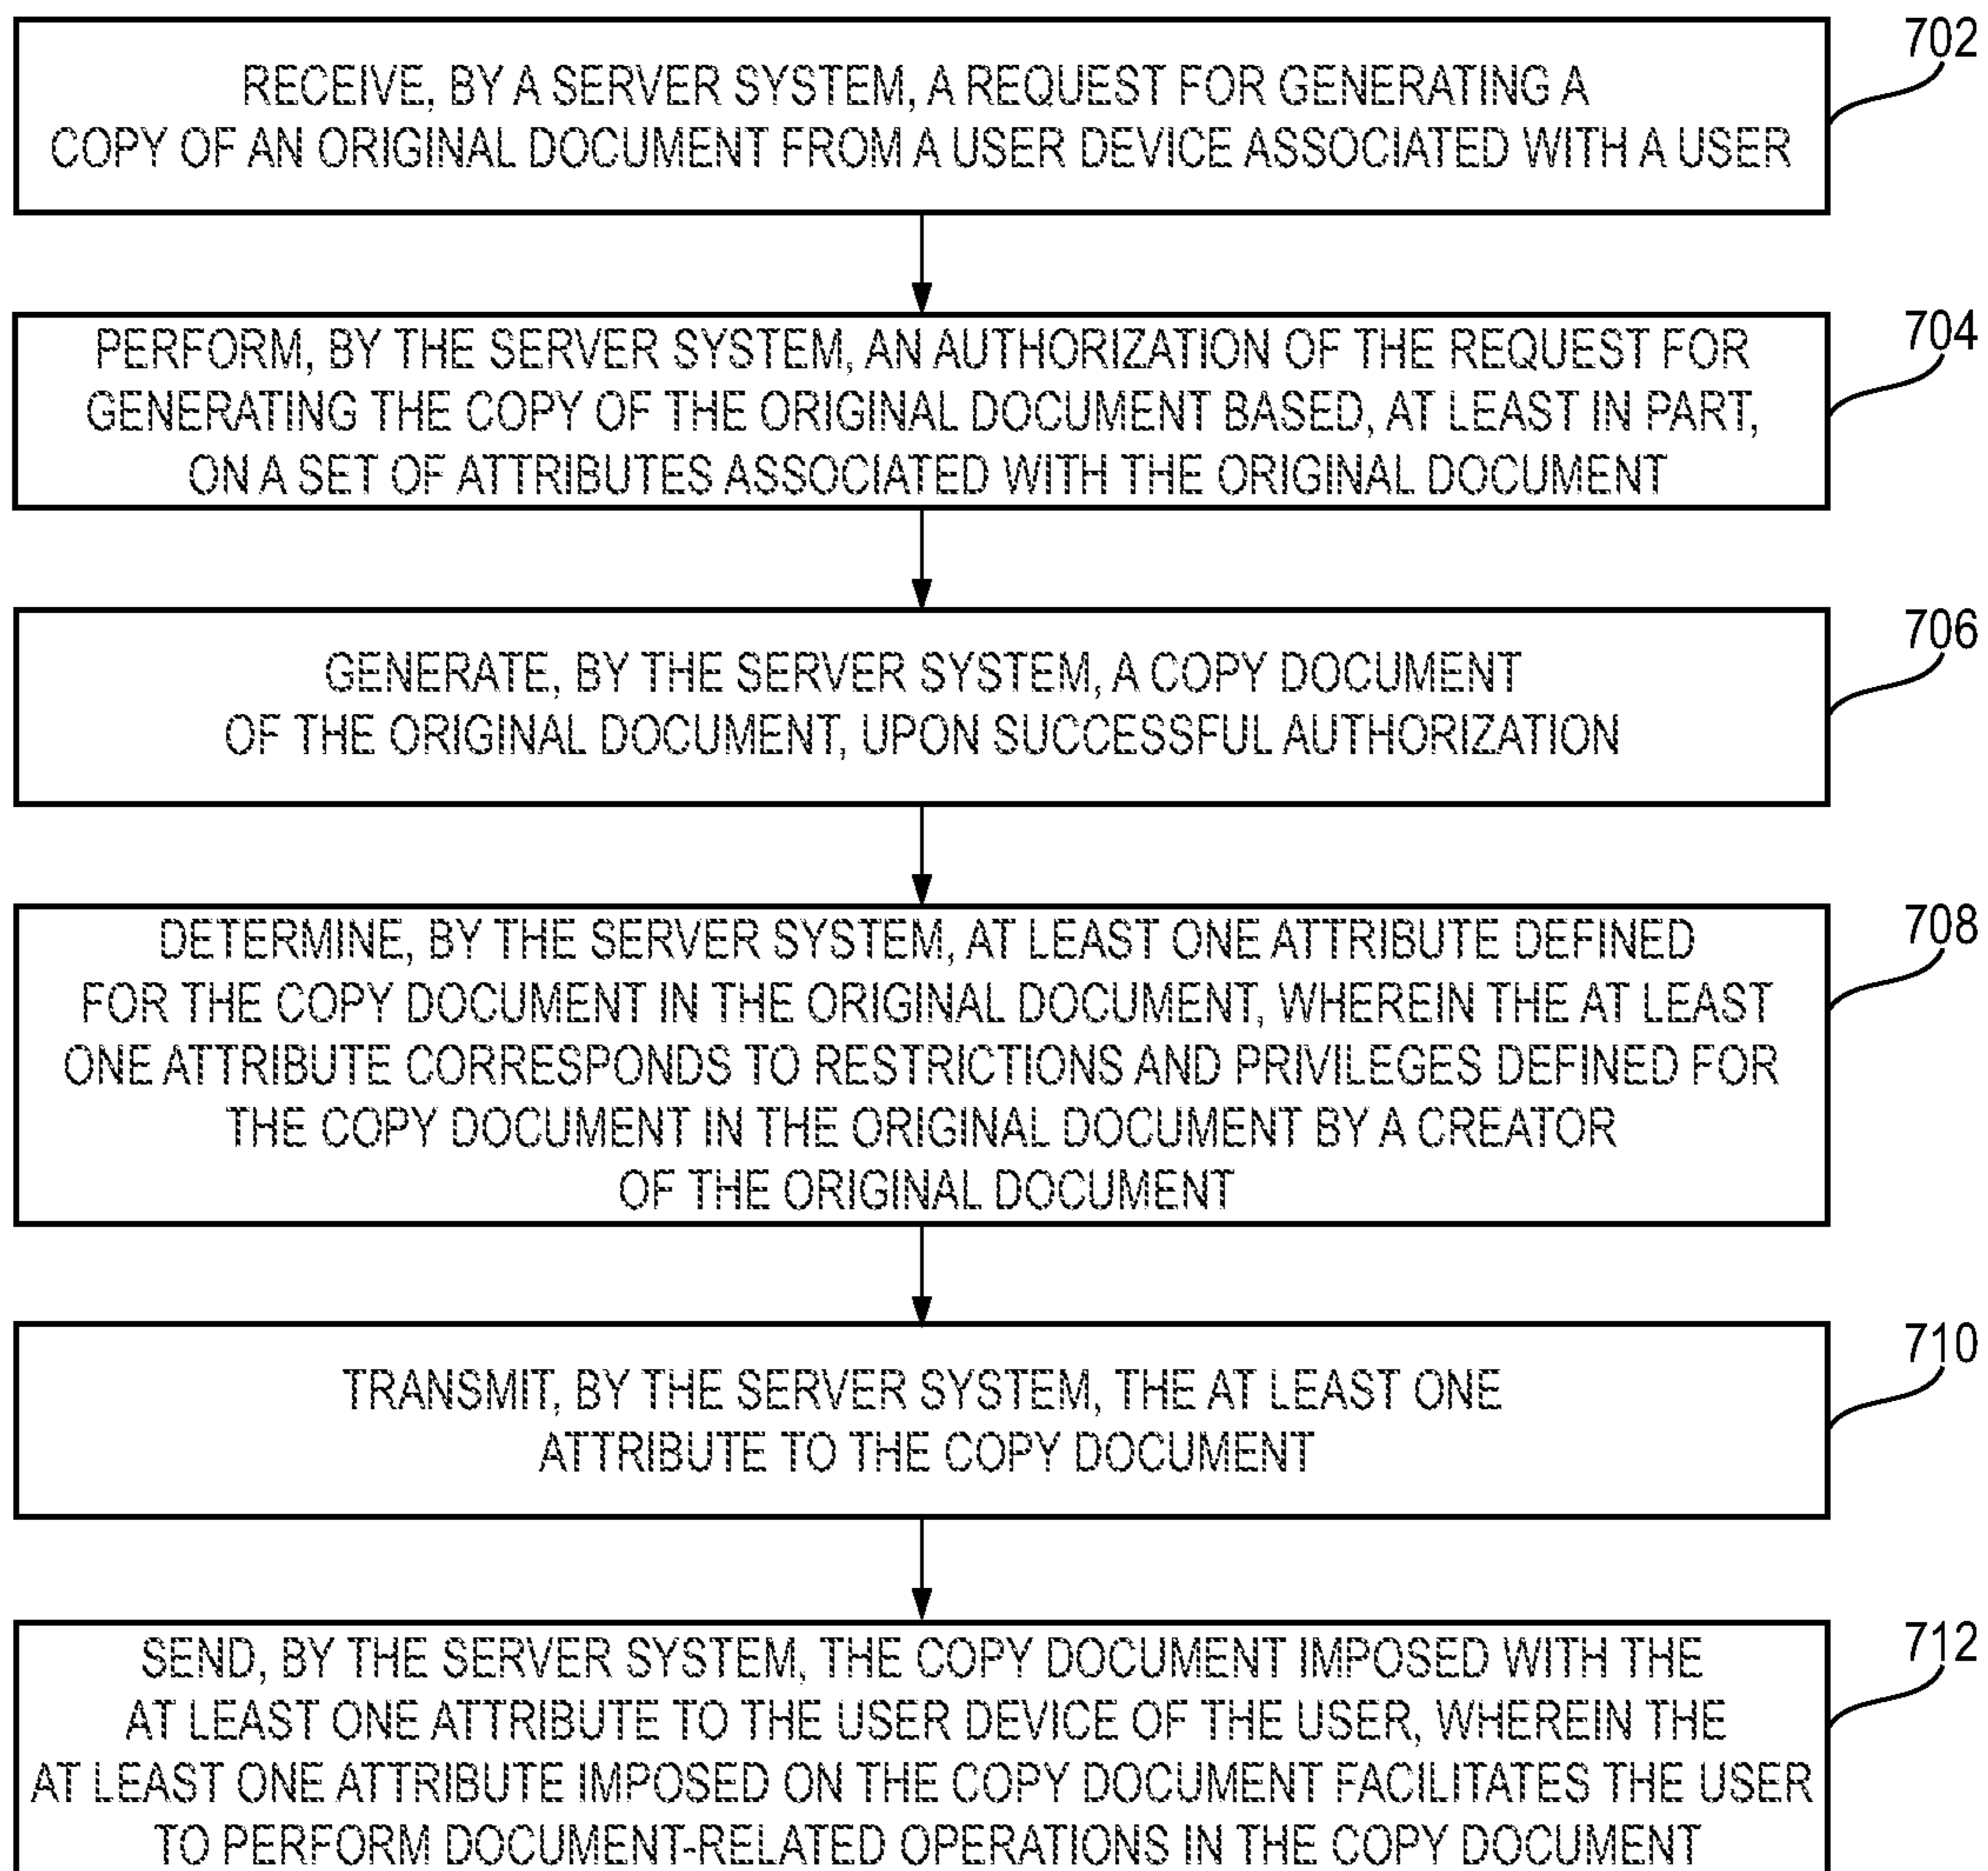 702
RECEIVE, BY A SERVER SYSTEM, A REQUEST FOR GENERATING A
COPY OF AN ORIGINAL DOCUMENT FROM A USER DEVICE ASSOCIATED WITH A USER
704
PERFORM, BY THE SERVER SYSTEM, AN AUTHORIZATION OF THE REQUEST FOR
GENERATING THE COPY OF THE ORIGINAL DOCUMENT BASED, AT LEAST IN PART,
ON A SET OF ATTRIBUTES ASSOCIATED WITH THE ORIGINAL DOCUMENT
706
GENERATE, BY THE SERVER SYSTEM, A COPY DOCUMENT
OF THE ORIGINAL DOCUMENT, UPON SUCCESSFUL AUTHORIZATION
708
DETERMINE, BY THE SERVER SYSTEM, AT LEAST ONE ATTRIBUTE DEFINED
FOR THE COPY DOCUMENT IN THE ORIGINAL DOCUMENT, WHEREIN THE AT LEAST
ONE ATTRIBUTE CORRESPONDS TO RESTRICTIONS AND PRIVILEGES DEFINED FOR
THE COPY DOCUMENT IN THE ORIGINAL DOCUMENT BY A CREATOR
OF THE ORIGINAL DOCUMENT
710
TRANSMIT, BY THE SERVER SYSTEM, THE AT LEAST ONE
ATTRIBUTE TO THE COPY DOCUMENT
712
SEND, BY THE SERVER SYSTEM, THE COPY DOCUMENT IMPOSED WITH THE
AT LEAST ONE ATTRIBUTE TO THE USER DEVICE OF THE USER, WHEREIN THE
AT LEAST ONE ATTRIBUTE IMPOSED ON THE COPY DOCUMENT FACILITATES THE USER
TO PERFORM DOCUMENT-RELATED OPERATIONS IN THE COPY DOCUMENT